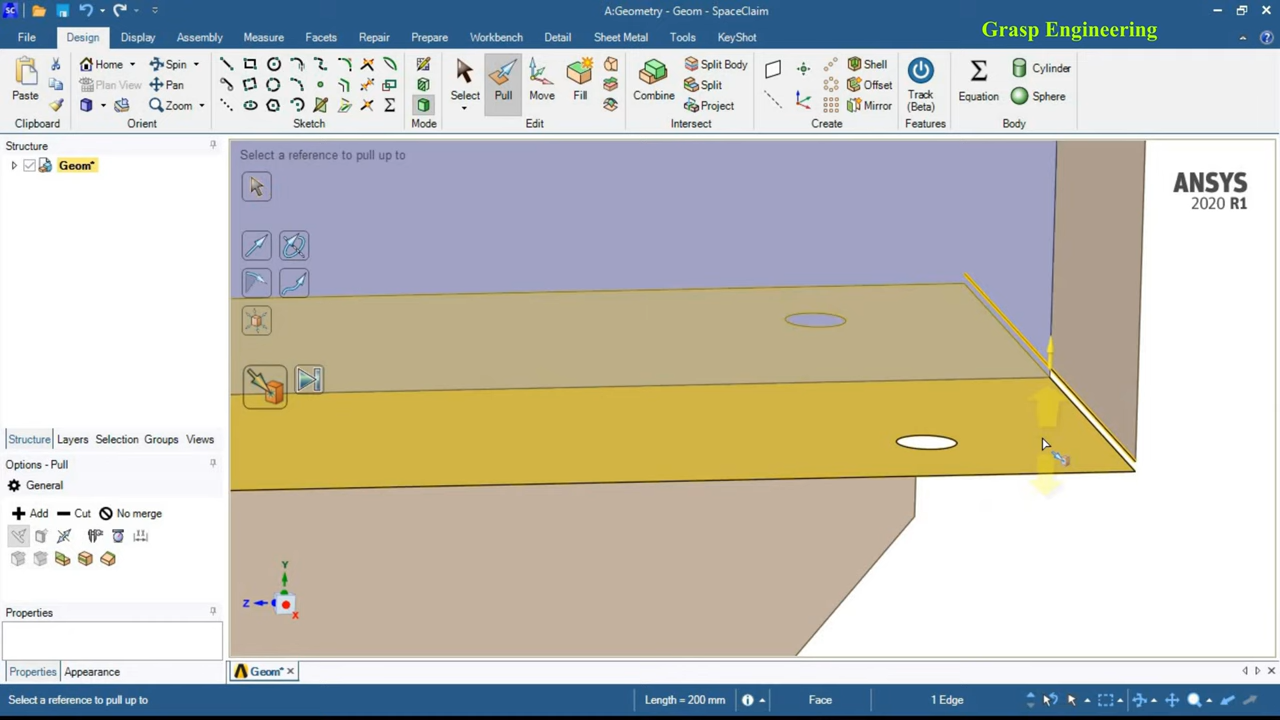 A:Geometry - Geom - SpaceClaim
Grasp Engineering
File Design Display Assembly Measure Facets Repair Prepare Workbench Detail Sheet Metal Tools KeyShot
Home Spin Split Body Shell Cylinder
Plan View Pan Split Offset
Paste Zoom Select Pull Move Fill Combine Project Mirror Track (Beta) Equation Sphere
Clipboard Orient Sketch Mode Edit Intersect Create Features Body
Structure
Geom*
Select a reference to pull up to
ANSYS
2020 R1
Structure Layers Selection Groups Views
Options - Pull
General
Add Cut No merge
Y
Z
X
Properties
Properties Appearance
Geom*
Select a reference to pull up to Length = 200 mm Face 1 Edge